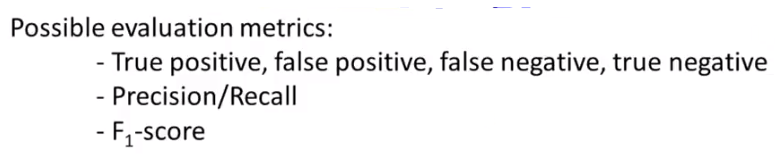 Possible evaluation metrics:
- True positive, false positive, false negative, true negative
- Precision/Recall
- F₁-score